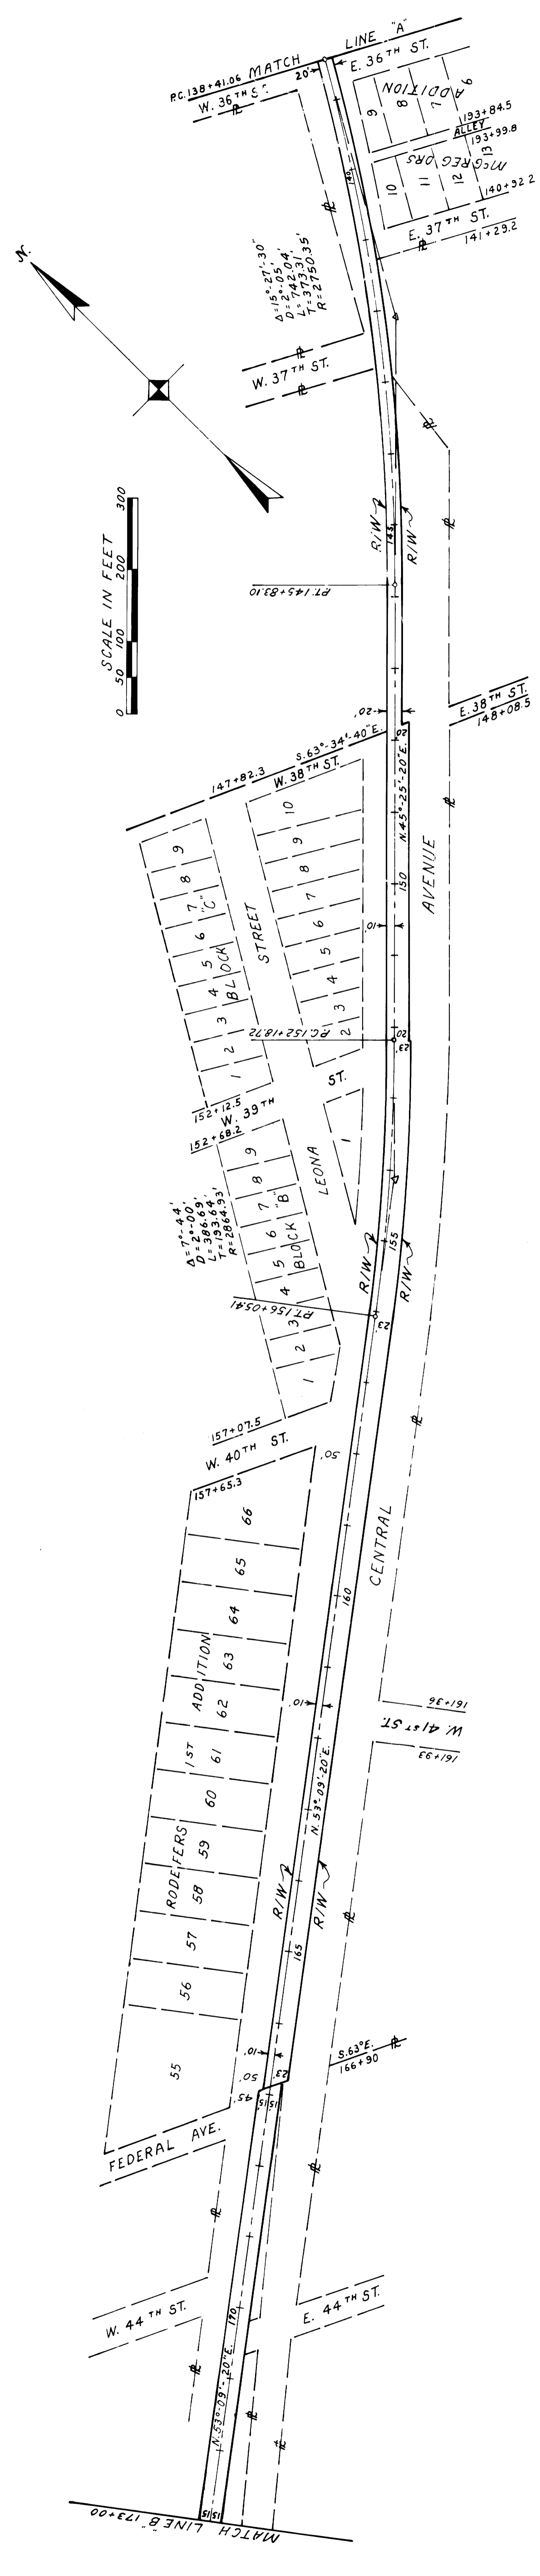 LINE "A"
MATCH
P.C. 138+41.06
20'
E. 36TH ST.
W. 36TH ST.
ADDITION
9
8
7
6
193+84.5
ALLEY
193+99.8
McGREGORS
10
11
12
13
140+92.2
E. 37TH ST.
141+29.2
140
N.
Δ=15°-27'-30"
D=2°-05'
L=742.04'
T=373.31'
R=2750.35'
W. 37TH ST.
R/W
145
R/W
P.T. 145+83.10
SCALE IN FEET
0 50 100 200 300
20'
E. 38TH ST.
148+08.5
S.63°-34'-40"E.
147+82.3
W. 38TH ST.
20
N.45°-25'-20"E.
150
AVENUE
10'
10
9
8
7
6
5
4
3
2
STREET
9
8
7
6
5
4
3
2
1
BLOCK "C"
P.C. 152+18.72
20
23'
ST.
152+12.5
W. 39TH
152+68.2
1
LEONA
9
8
7
6
5
4
3
2
1
BLOCK "B"
Δ=7°-44'
D=2°-00'
L=386.69'
T=193.64'
R=2864.93'
155
R/W
R/W
P.T. 156+05.41
23'
157+07.5
W. 40TH ST.
157+65.3
50'
CENTRAL
160
66
65
64
63
62
61
60
59
58
57
56
55
RODEFERS 1ST ADDITION
161+36
W. 41ST ST.
161+93
10'
N.53°-09'-20"E.
R/W
R/W
165
S.63°E.
166+90
10'
50'
23
45'
15'
15'
FEDERAL AVE.
W. 44TH ST.
E. 44TH ST.
170
N.53°-09'-20"E.
15'
15'
MATCH LINE "B" 173+00